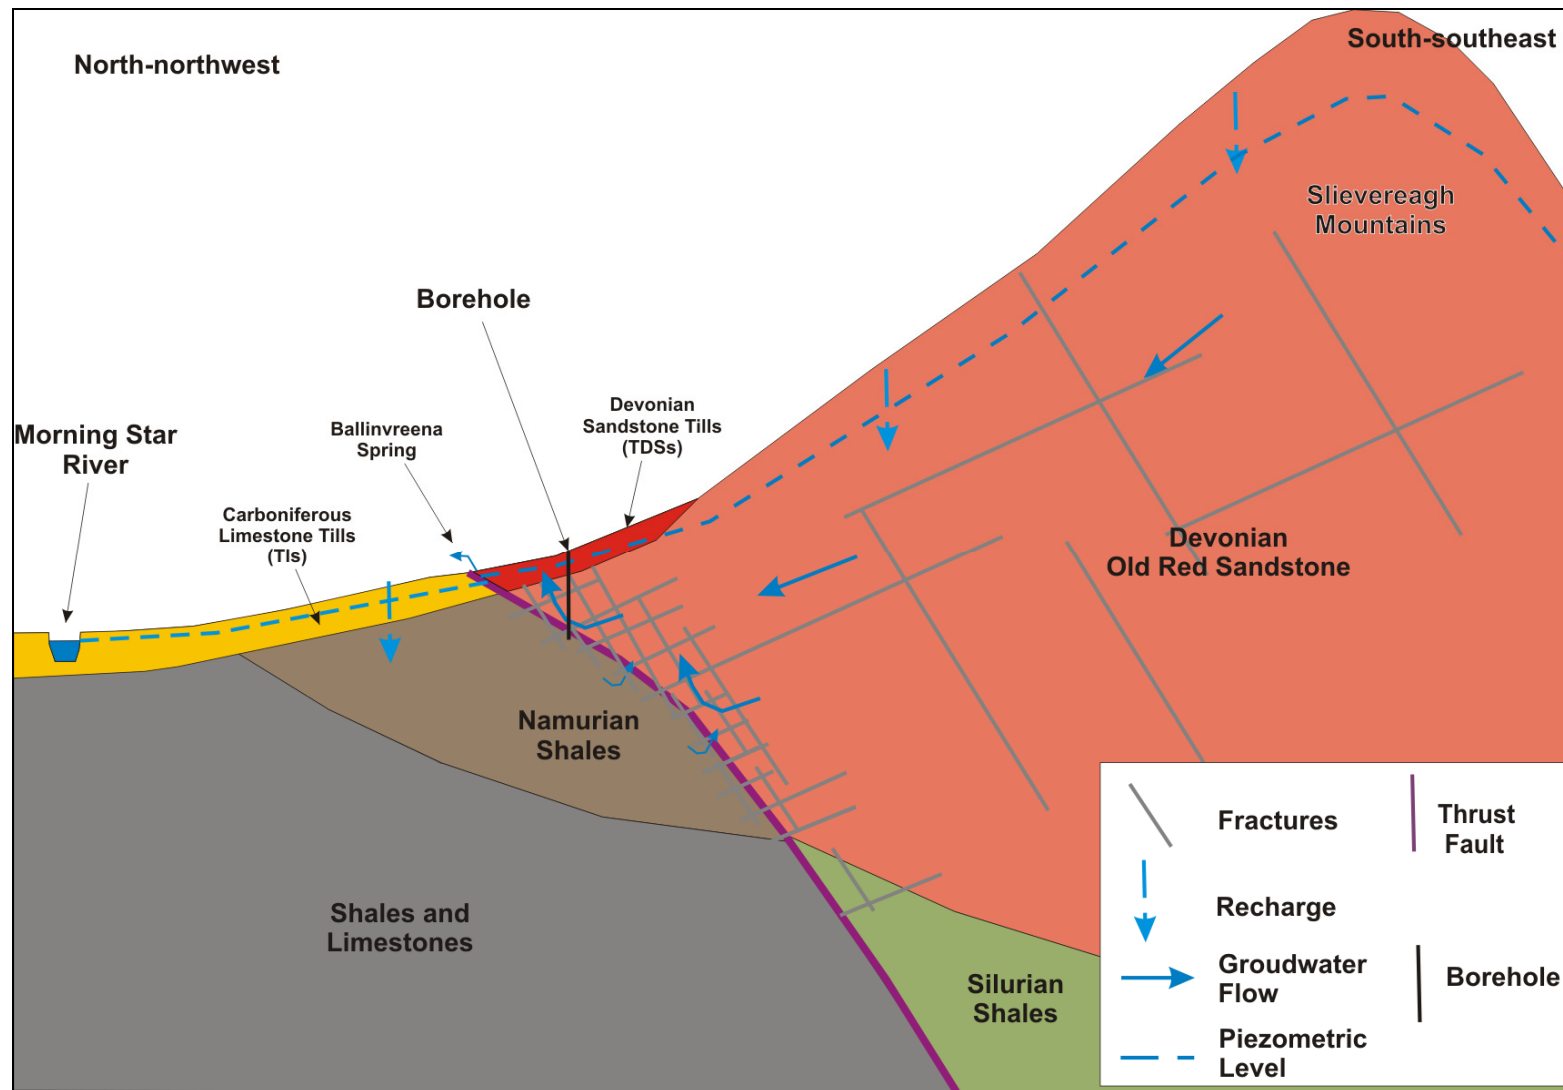 North-northwest
South-southeast
Slievereagh
Mountains
Borehole
Devonian
Sandstone Tills
(TDSs)
Ballinvreena
Spring
Morning Star
River
Carboniferous
Limestone Tills
(Tls)
Devonian
Old Red Sandstone
Namurian
Shales
Shales and
Limestones
Silurian
Shales
Fractures
Thrust
Fault
Recharge
Groudwater
Flow
Borehole
Piezometric
Level